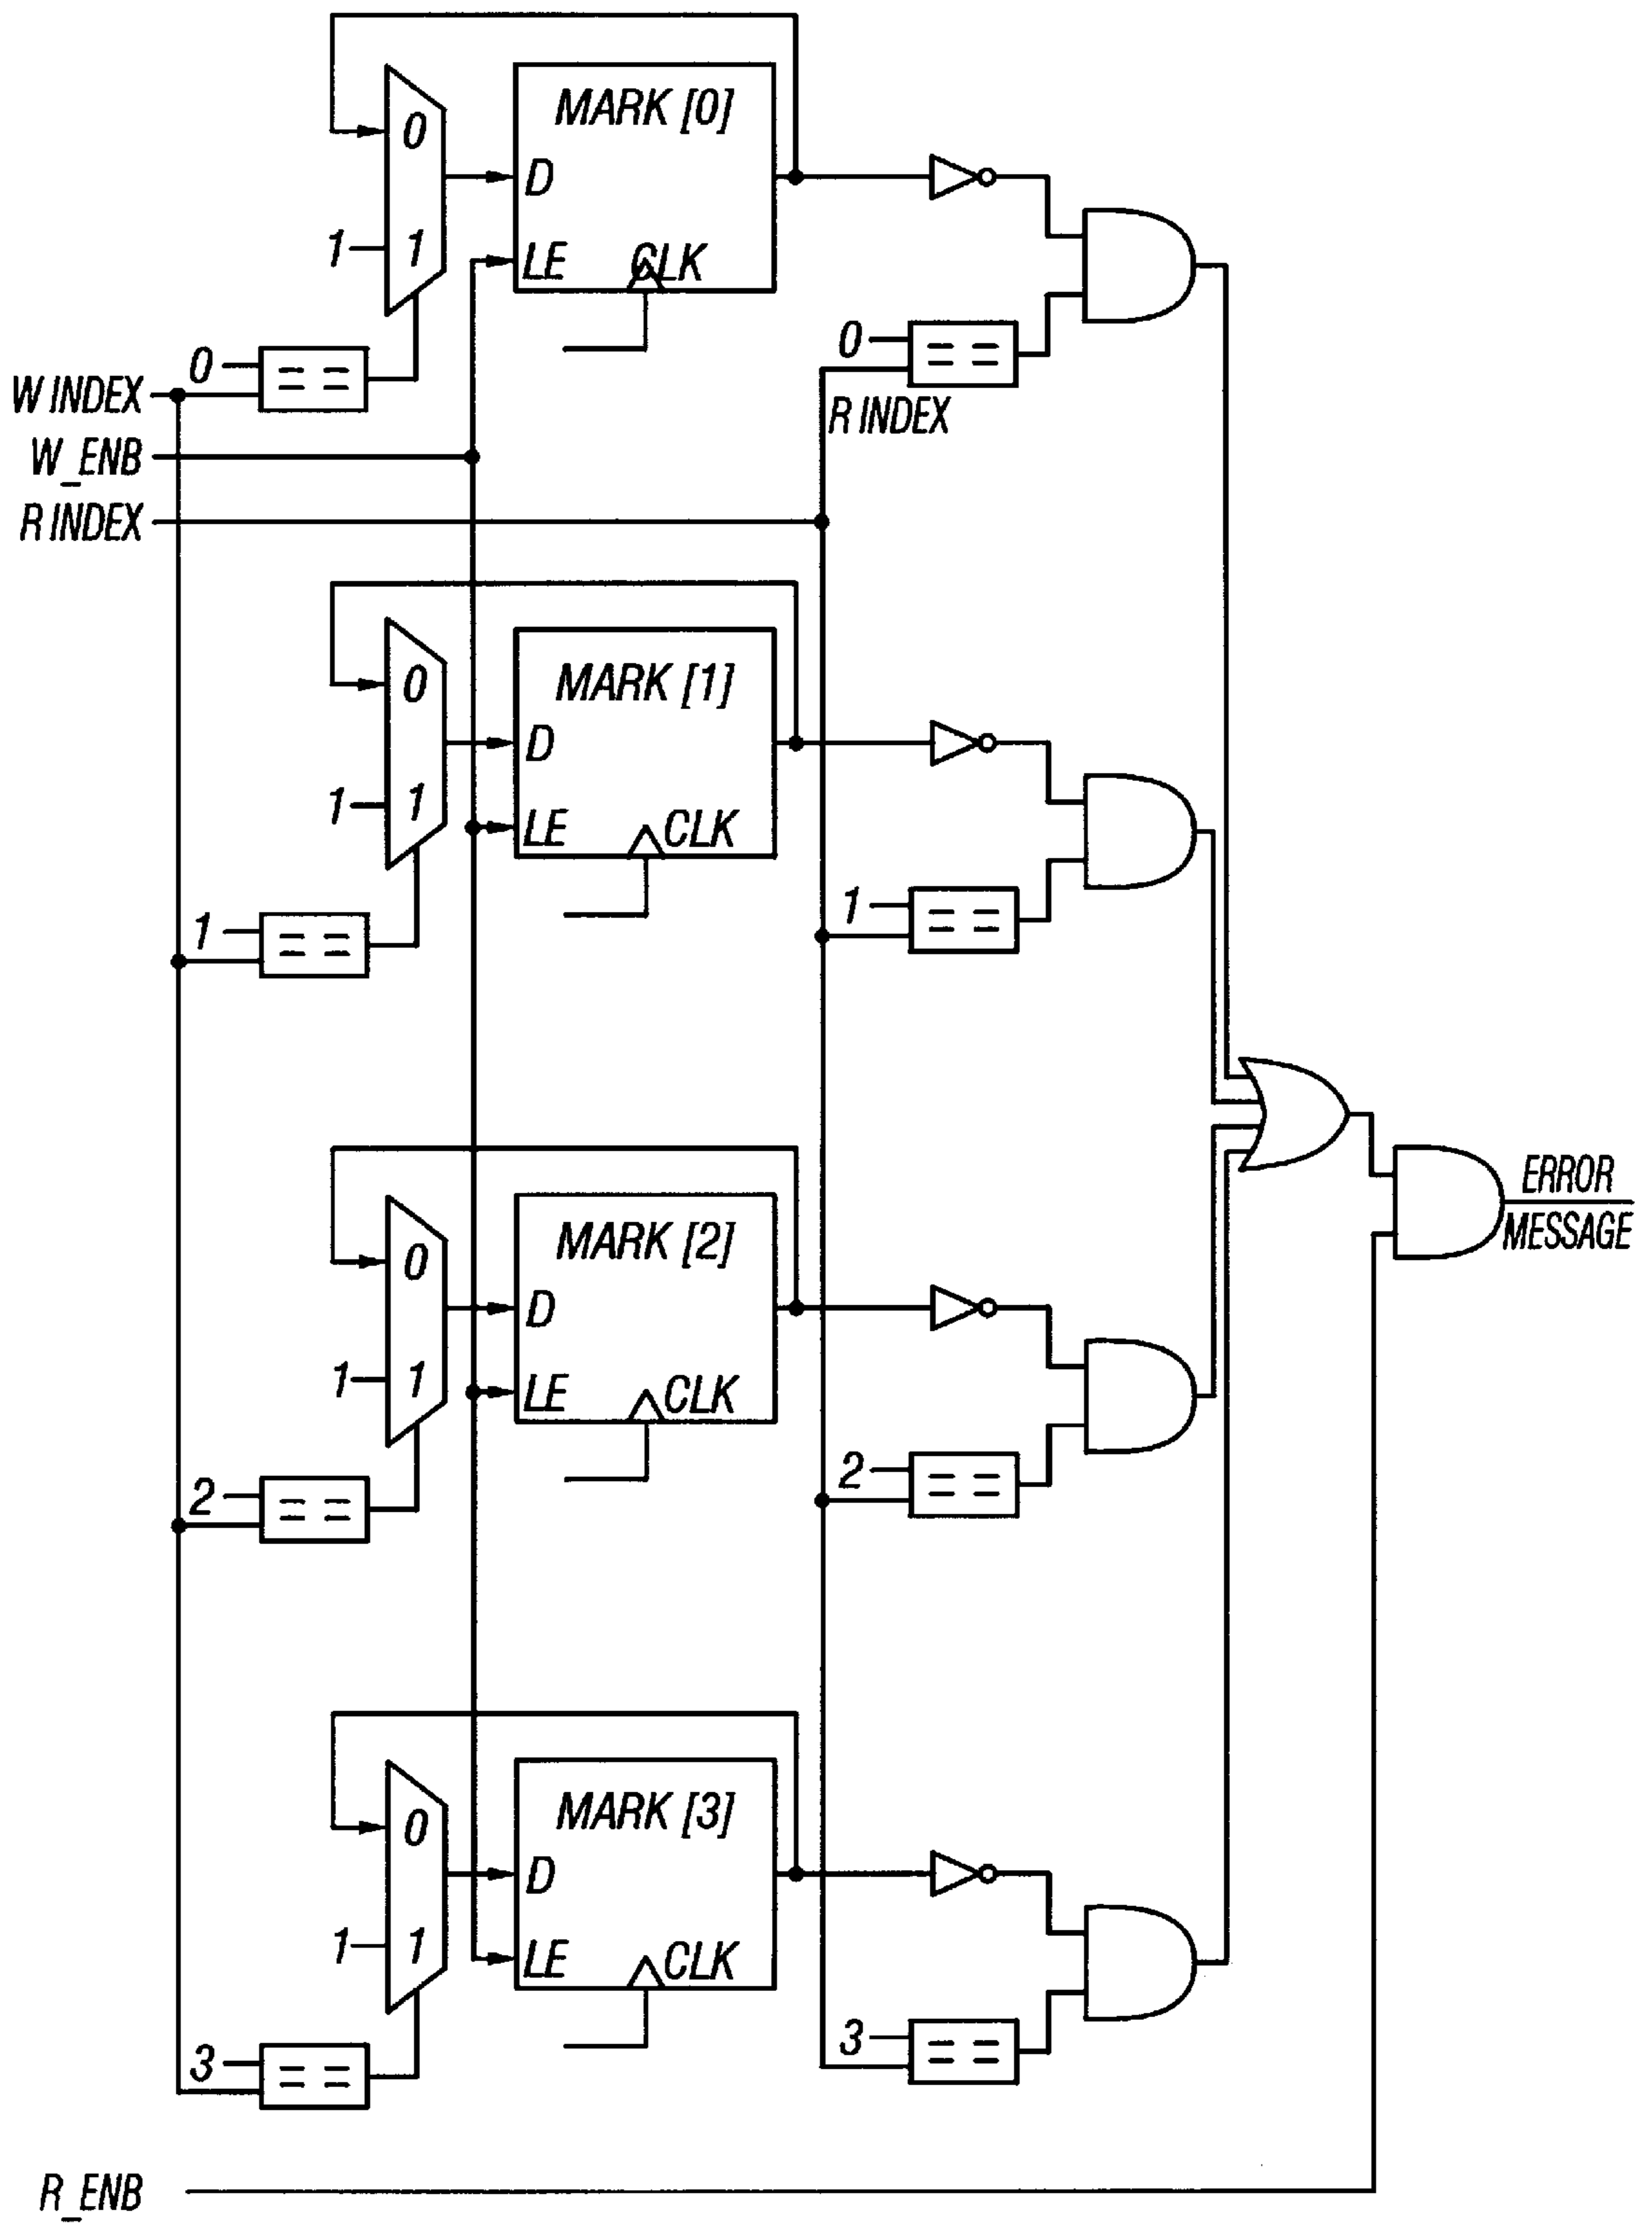 MARK [0]
0
D
1
1
LE
CLK
0
0
= =
W INDEX
= =
R INDEX
W_ENB
R INDEX
MARK [1]
0
D
1
1
LE
CLK
1
1
= =
= =
ERROR
MESSAGE
MARK [2]
0
D
1
1
LE
CLK
2
2
= =
= =
MARK [3]
0
D
1
1
LE
CLK
3
3
= =
= =
R_ENB